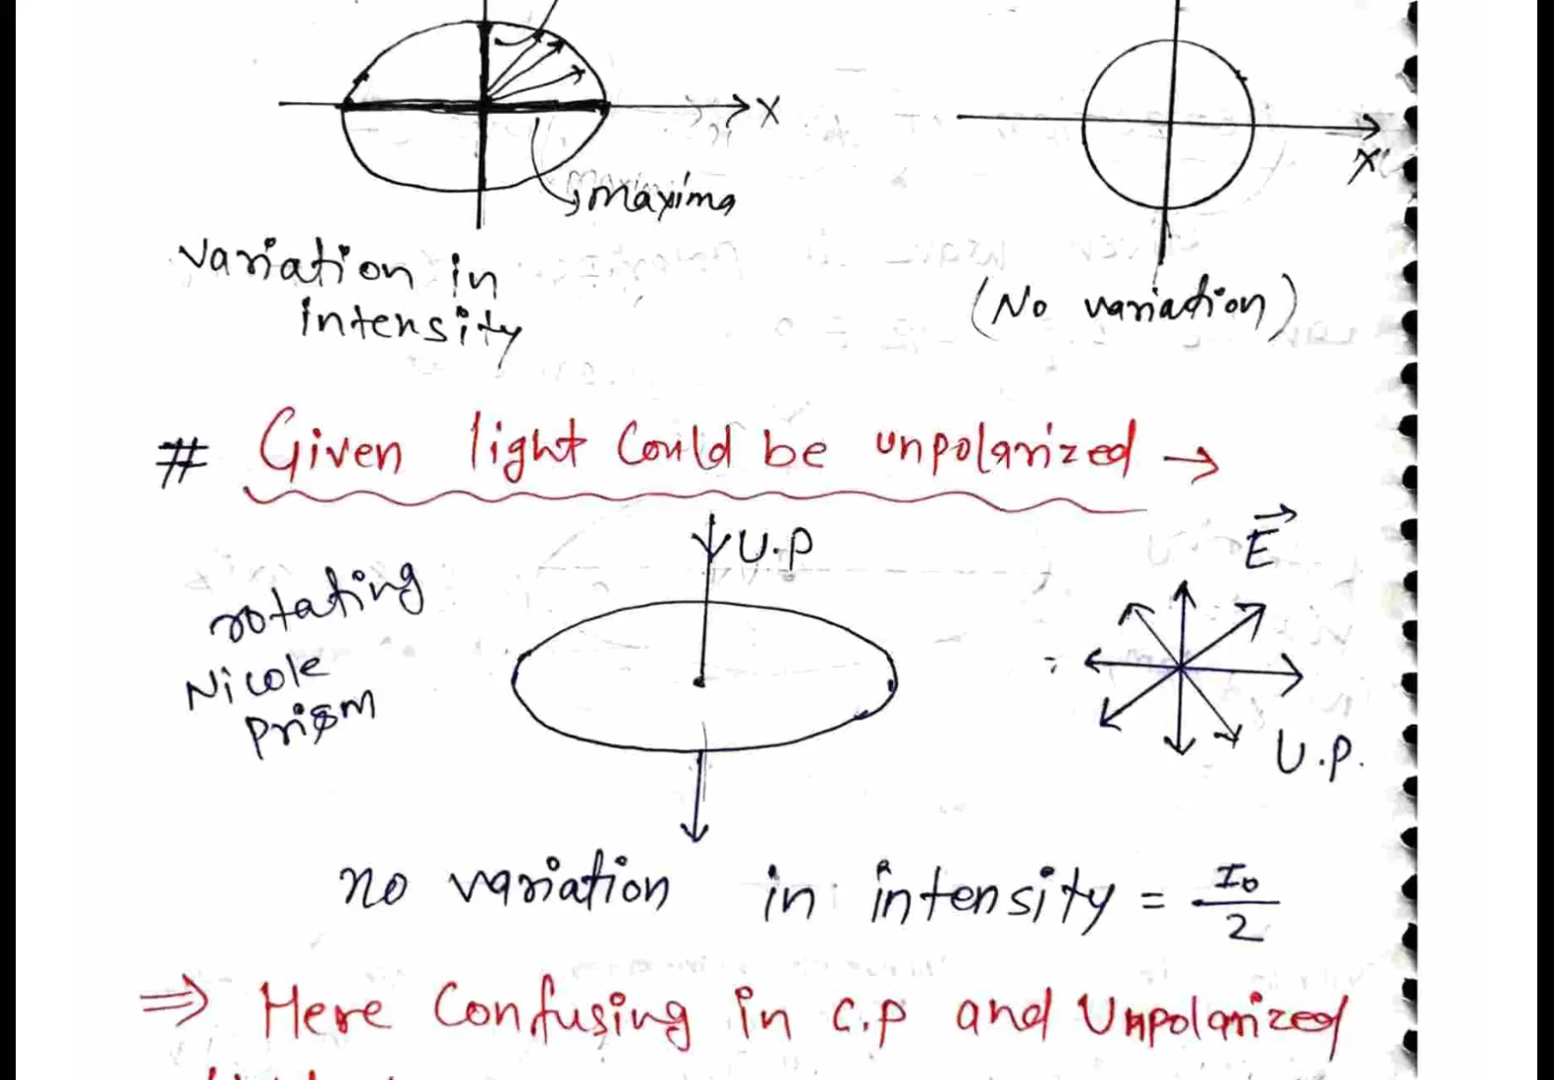 X
maxima
X
Variation in
intensity
(No variation)
# Given light could be unpolarized →
U.P
E
rotating
Nicole
Prism
U.P.
no variation in intensity = I₀/2
⇒ Here Confusing in C.P and Unpolarized